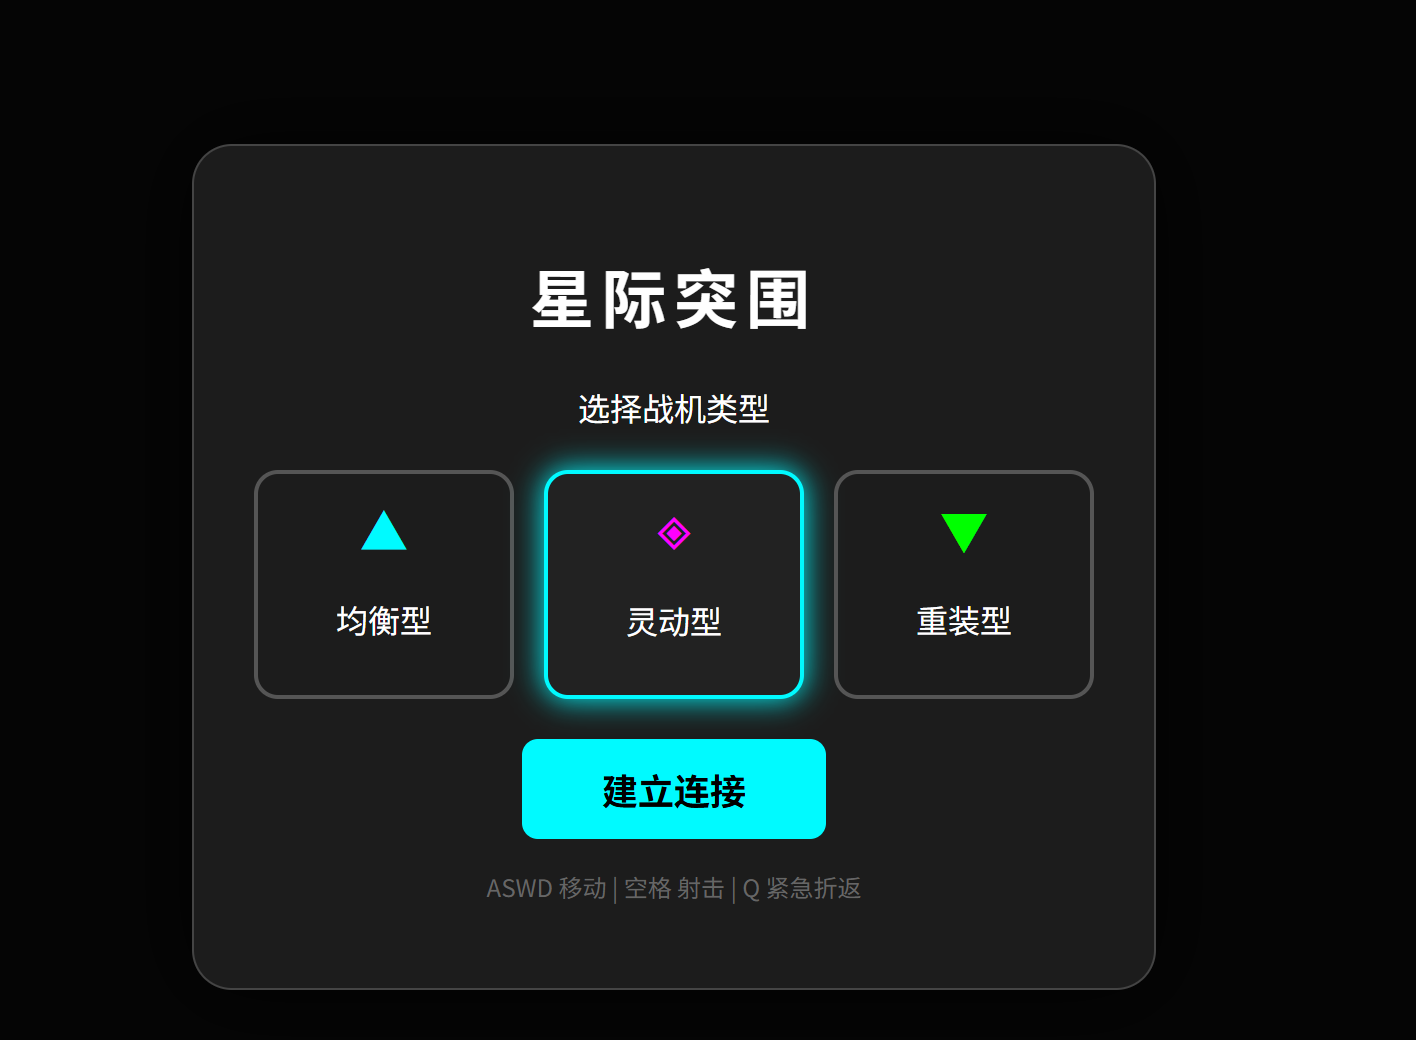 星际突围
选择战机类型
均衡型
灵动型
重装型
建立连接
ASWD 移动 | 空格 射击 | Q 紧急折返